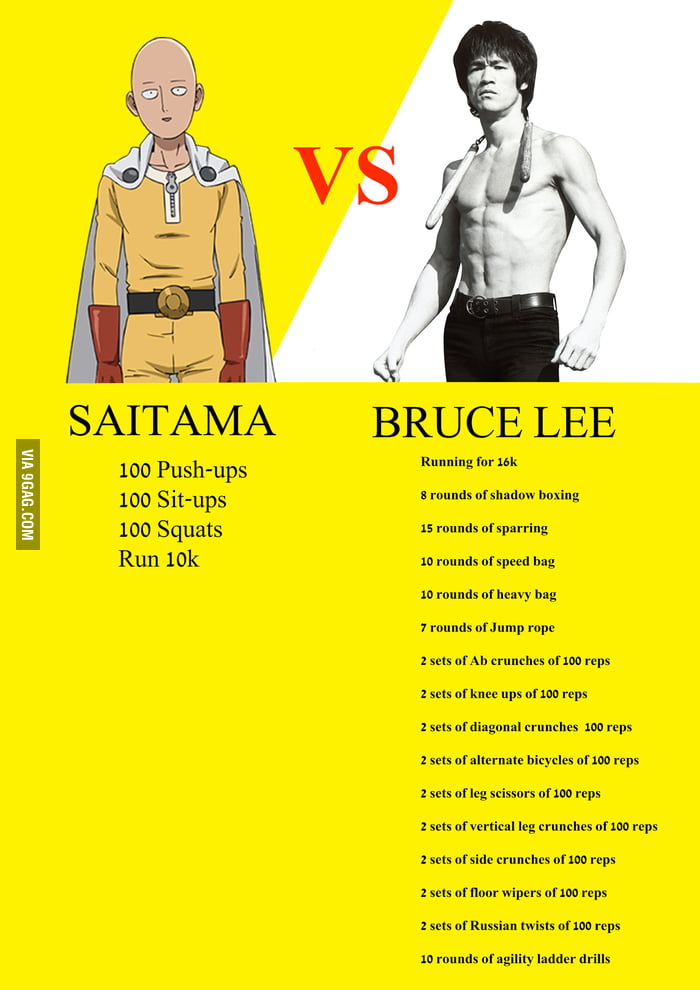 VS
SAITAMA
100 Push-ups
100 Sit-ups
100 Squats
Run 10k
BRUCE LEE
Running for 16k
8 rounds of shadow boxing
15 rounds of sparring
10 rounds of speed bag
10 rounds of heavy bag
7 rounds of Jump rope
2 sets of Ab crunches of 100 reps
2 sets of knee ups of 100 reps
2 sets of diagonal crunches  100 reps
2 sets of alternate bicycles of 100 reps
2 sets of leg scissors of 100 reps
2 sets of vertical leg crunches of 100 reps
2 sets of side crunches of 100 reps
2 sets of floor wipers of 100 reps
2 sets of Russian twists of 100 reps
10 rounds of agility ladder drills
VIA 9GAG.COM